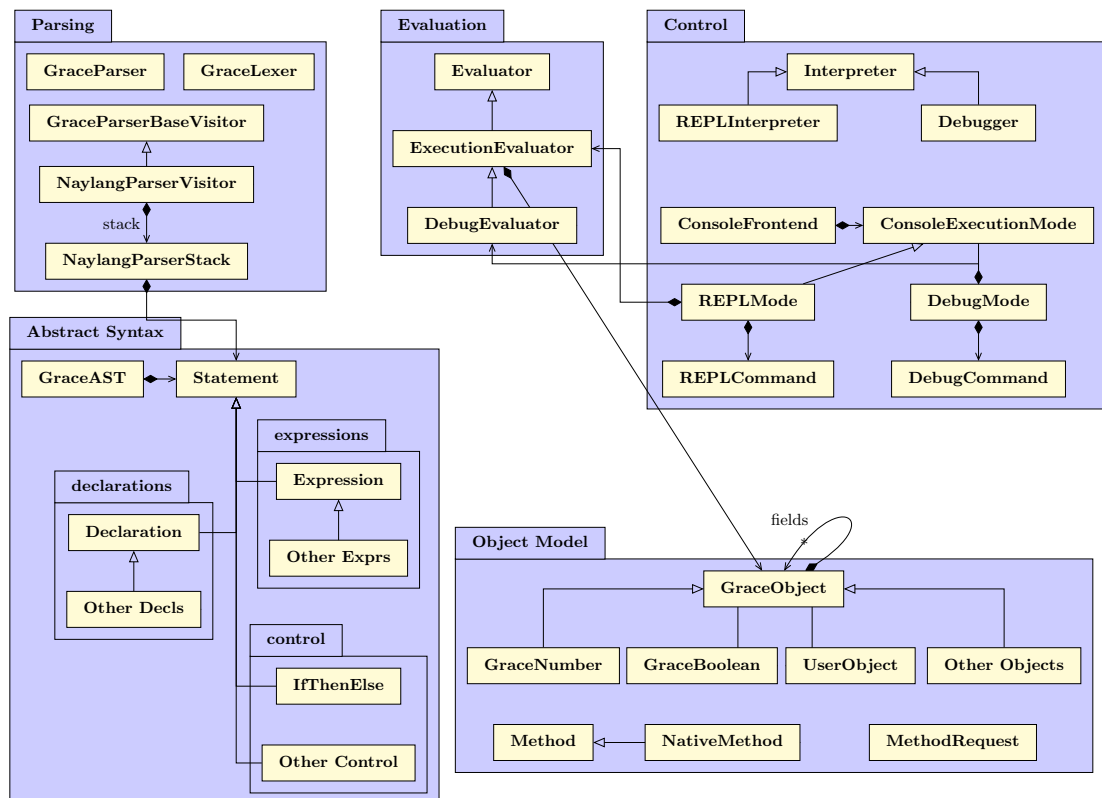 Parsing
GraceParser
GraceLexer
GraceParserBaseVisitor
NaylangParserVisitor
stack
NaylangParserStack
Evaluation
Evaluator
ExecutionEvaluator
DebugEvaluator
Control
Interpreter
REPLInterpreter
Debugger
ConsoleFrontend
ConsoleExecutionMode
REPLMode
DebugMode
REPLCommand
DebugCommand
Abstract Syntax
GraceAST
Statement
expressions
Expression
Other Exprs
declarations
Declaration
Other Decls
control
IfThenElse
Other Control
Object Model
fields
*
GraceObject
GraceNumber
GraceBoolean
UserObject
Other Objects
Method
NativeMethod
MethodRequest